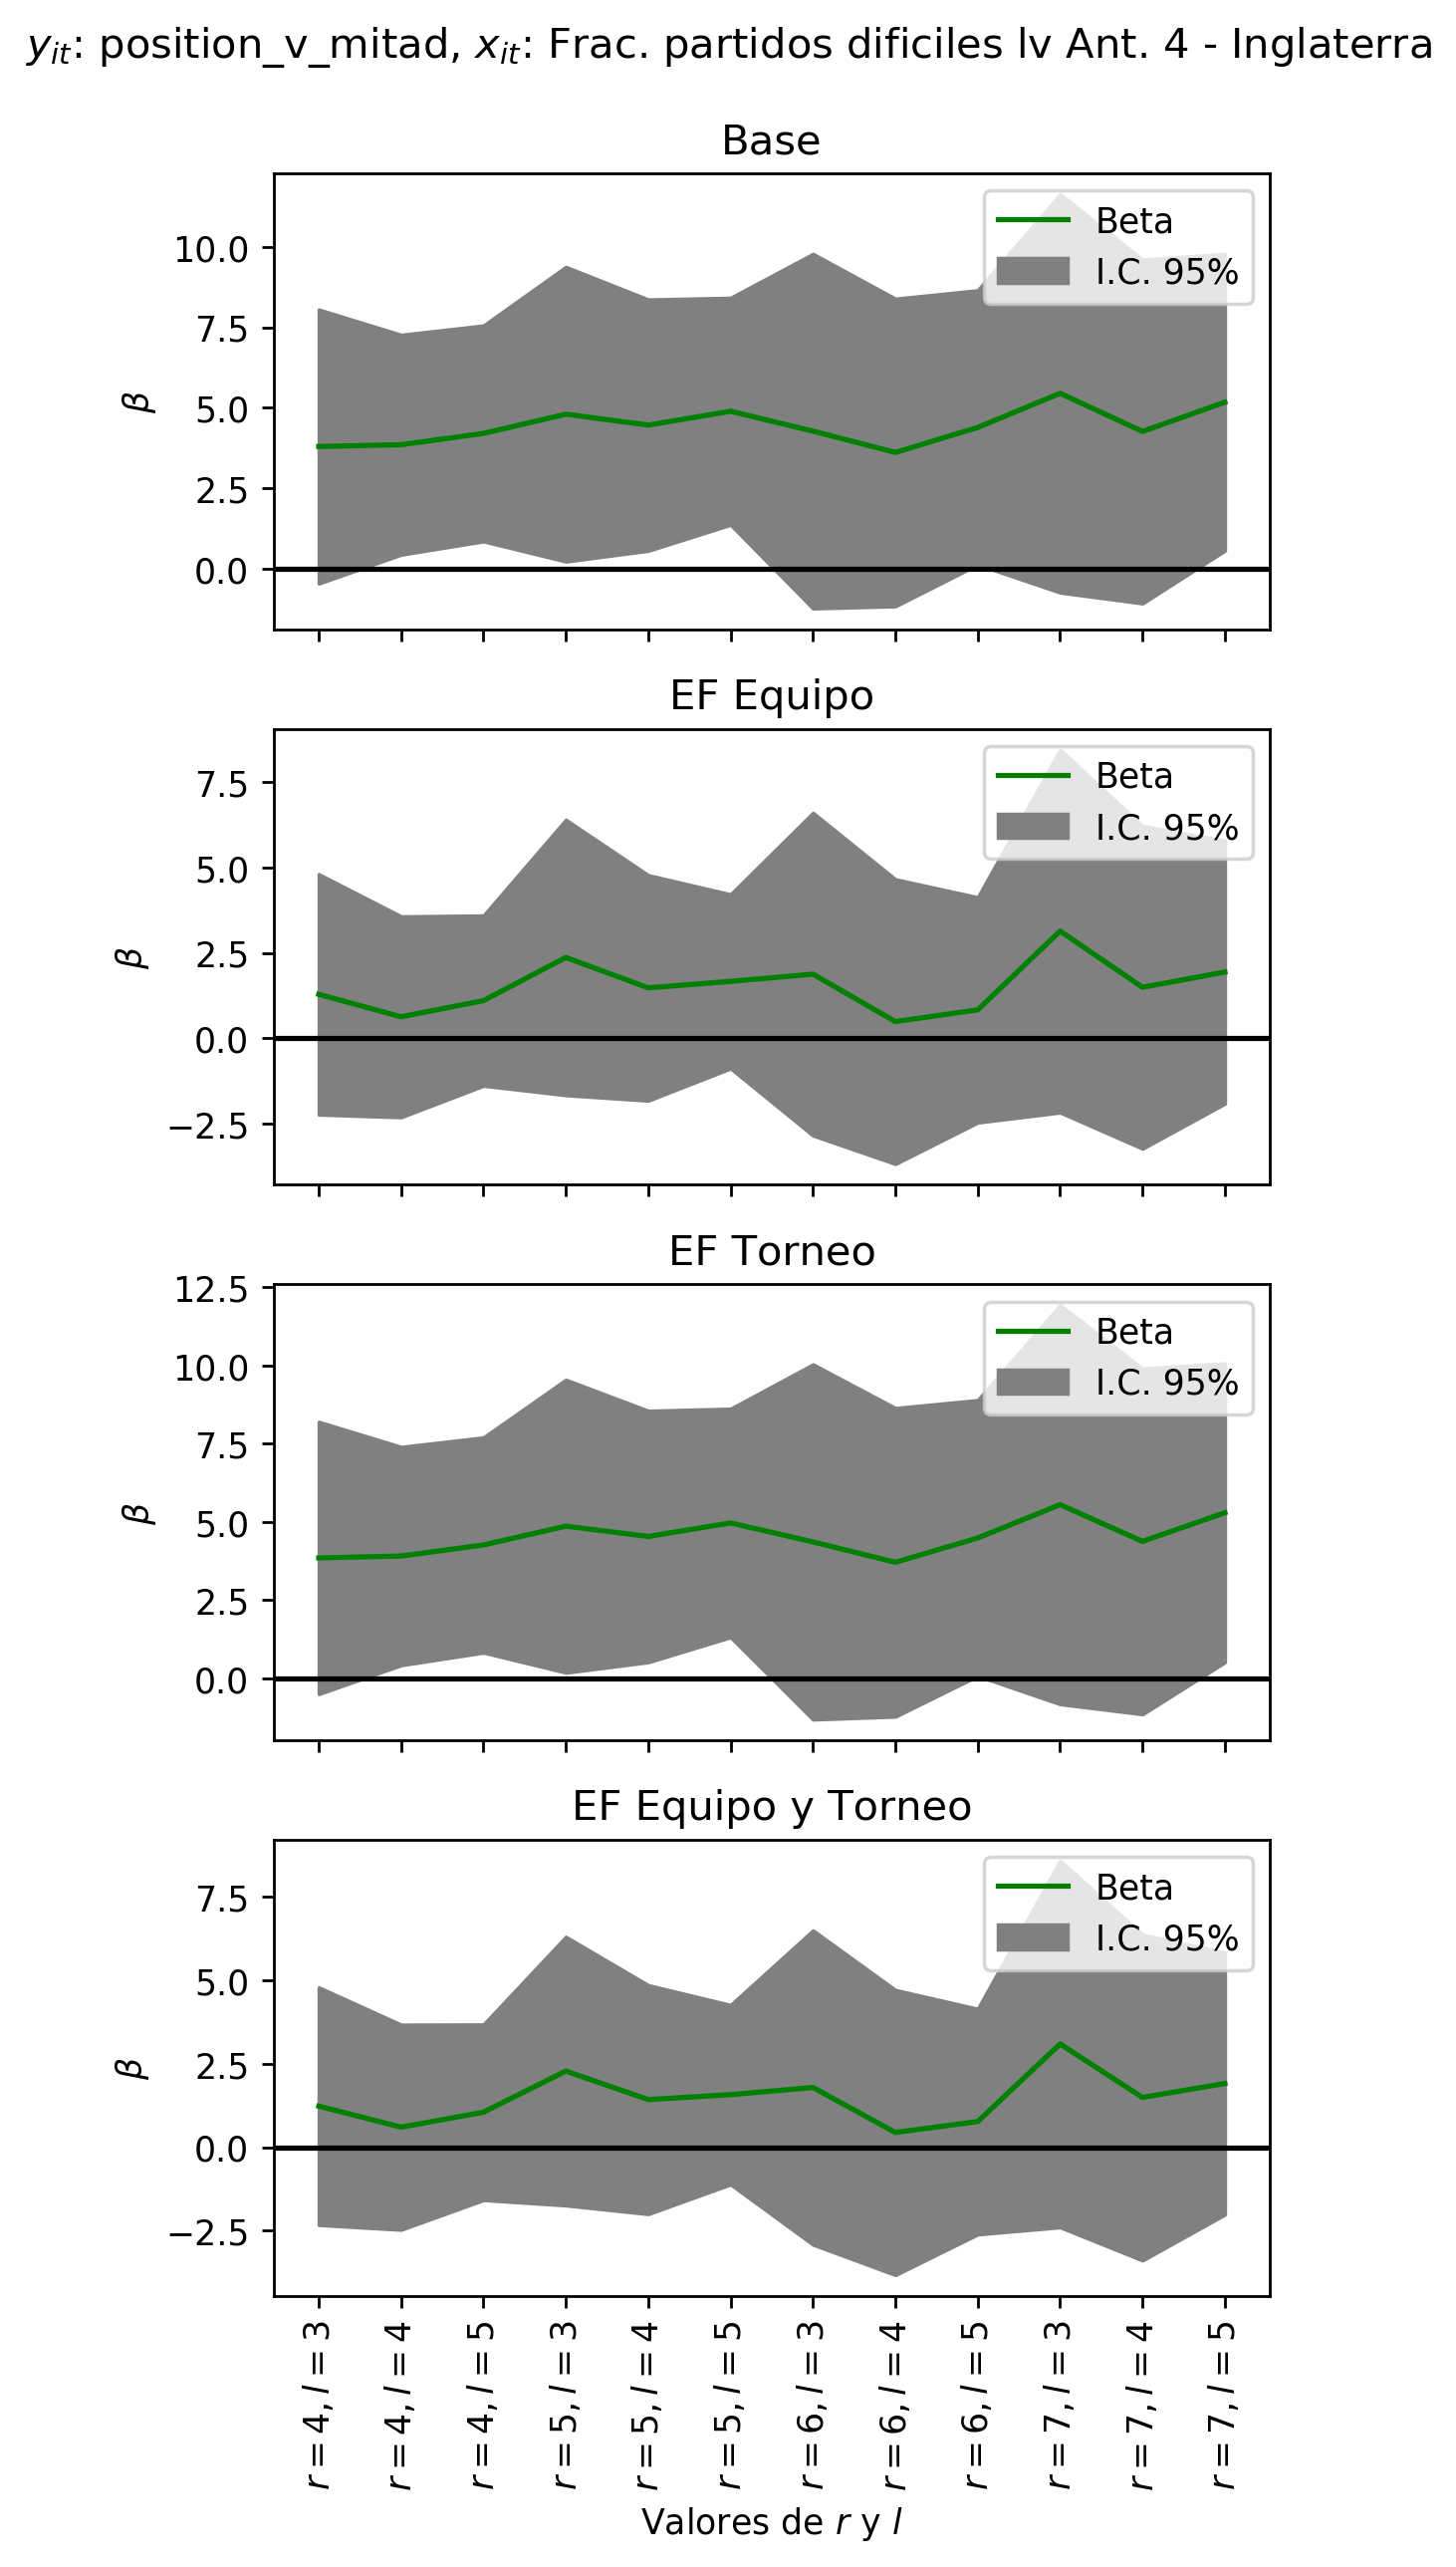 y_it: position_v_mitad, x_it: Frac. partidos dificiles lv Ant. 4 - Inglaterra
Base
Beta
I.C. 95%
10.0
7.5
5.0
2.5
0.0
β
EF Equipo
Beta
I.C. 95%
7.5
5.0
2.5
0.0
−2.5
β
EF Torneo
Beta
I.C. 95%
12.5
10.0
7.5
5.0
2.5
0.0
β
EF Equipo y Torneo
Beta
I.C. 95%
7.5
5.0
2.5
0.0
−2.5
β
r = 4, l = 3
r = 4, l = 4
r = 4, l = 5
r = 5, l = 3
r = 5, l = 4
r = 5, l = 5
r = 6, l = 3
r = 6, l = 4
r = 6, l = 5
r = 7, l = 3
r = 7, l = 4
r = 7, l = 5
Valores de r y l